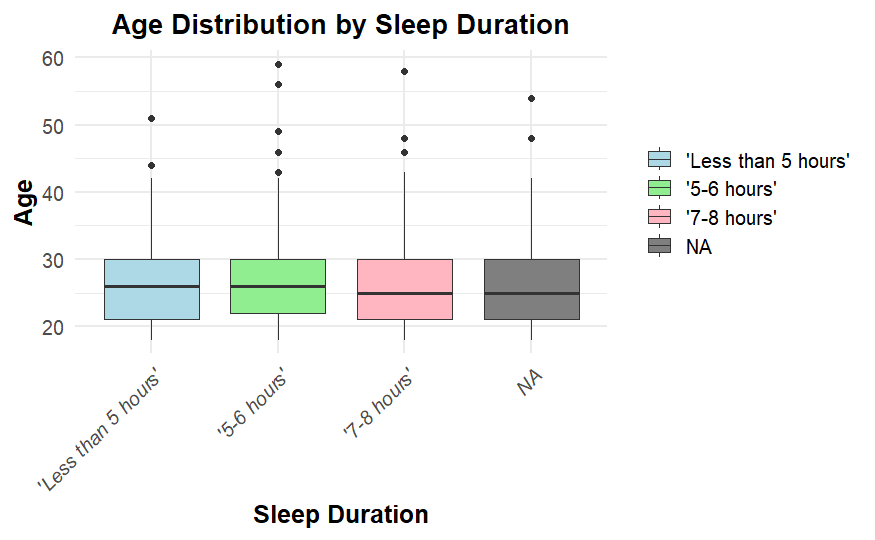 Age Distribution by Sleep Duration
Age
60
50
40
30
20
'Less than 5 hours'
'5-6 hours'
'7-8 hours'
NA
Sleep Duration
'Less than 5 hours'
'5-6 hours'
'7-8 hours'
NA